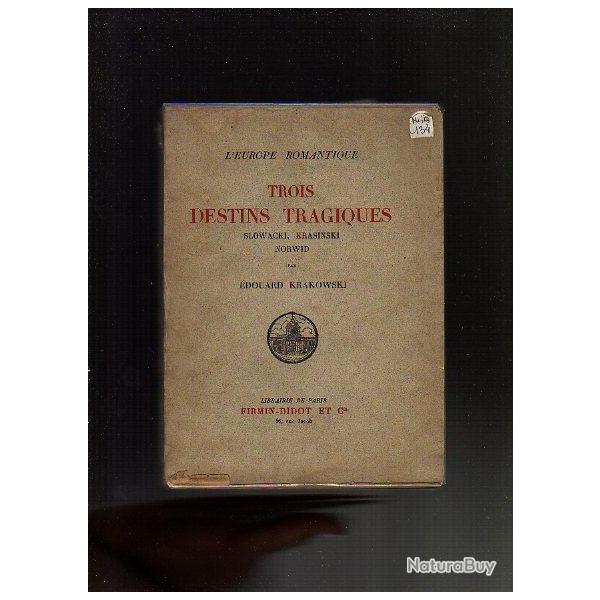 134
L'EUROPE ROMANTIQUE
TROIS
DESTINS TRAGIQUES
SLOWACKI, KRASINSKI
NORWID
PAR
ÉDOUARD KRAKOWSKI
LIBRAIRIE DE PARIS
FIRMIN-DIDOT ET Cie
56, rue Jacob
NaturaBuy